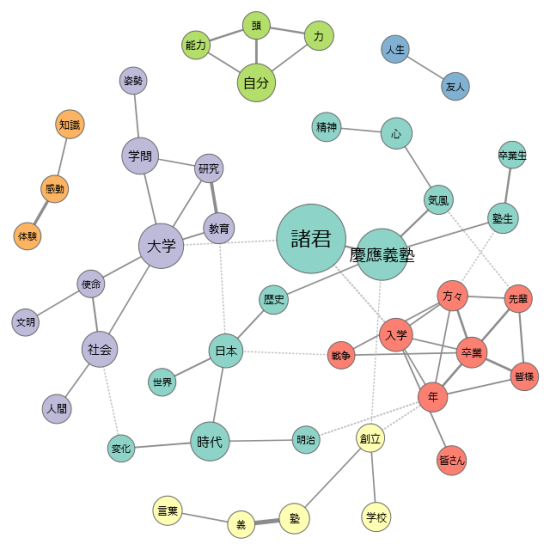 頭
力
能力
自分
人生
友人
姿勢
知識
精神
心
学問
研究
卒業生
感動
気風
塾生
体験
教育
大学
諸君
慶應義塾
使命
歴史
方々
先輩
文明
入学
社会
日本
戦争
卒業
世界
皆様
年
人間
変化
時代
明治
創立
皆さん
言葉
義
塾
学校